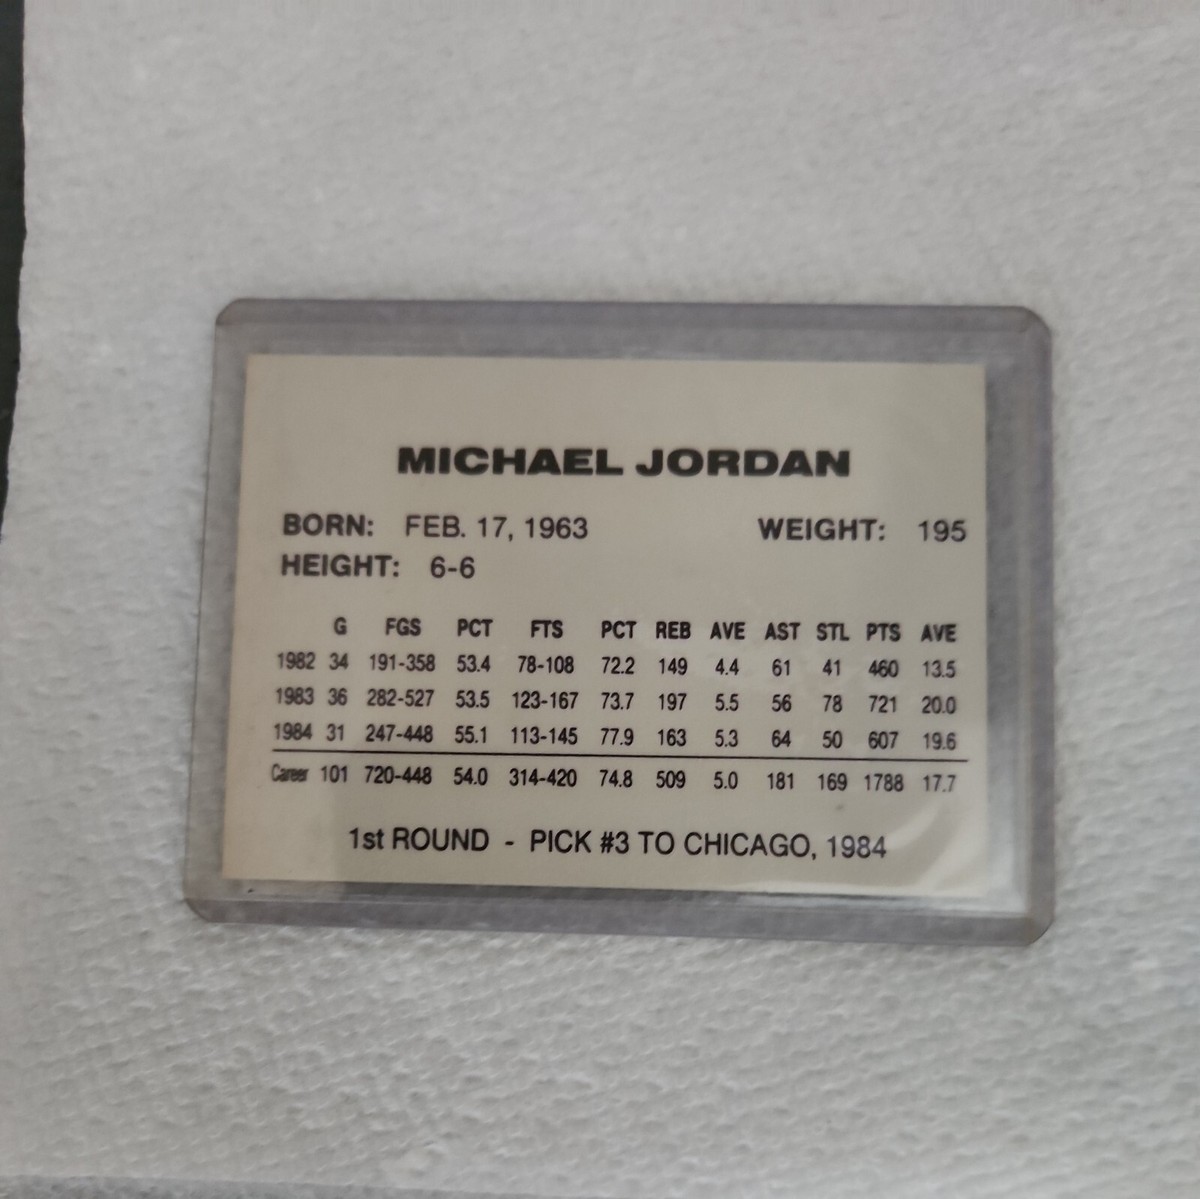 MICHAEL JORDAN
BORN: FEB. 17, 1963 WEIGHT: 195
HEIGHT: 6-6
G FGS PCT FTS PCT REB AVE AST STL PTS AVE
1982 34 191-358 53.4 78-108 72.2 149 4.4 61 41 460 13.5
1983 36 282-527 53.5 123-167 73.7 197 5.5 56 78 721 20.0
1984 31 247-448 55.1 113-145 77.9 163 5.3 64 50 607 19.6
Career 101 720-448 54.0 314-420 74.8 509 5.0 181 169 1788 17.7
1st ROUND - PICK #3 TO CHICAGO, 1984